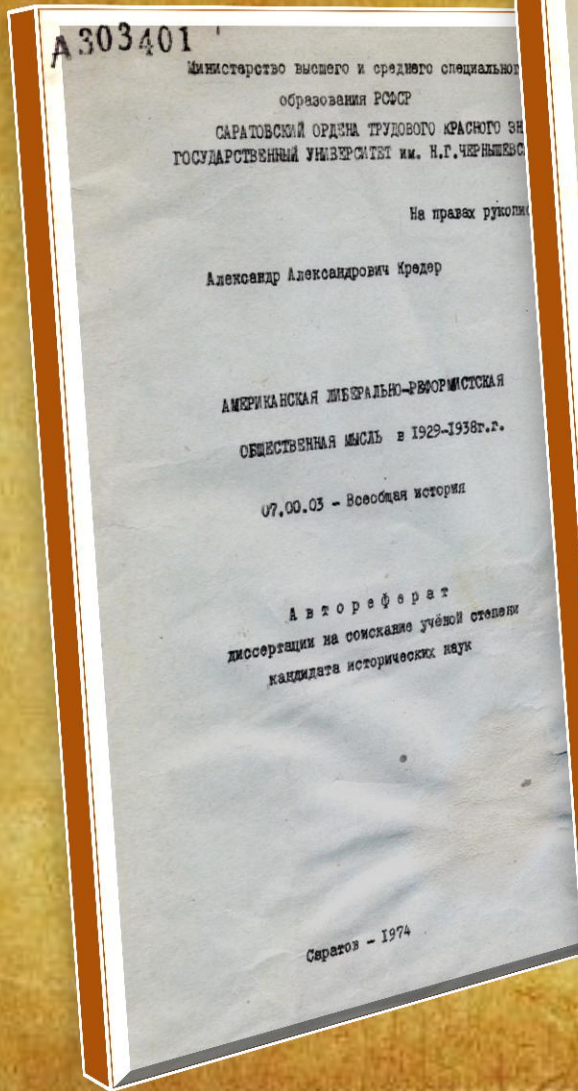 А303401
Министерство высшего и среднего специальног
образования РСФСР
САРАТОВСКИЙ ОРДЕНА ТРУДОВОГО КРАСНОГО ЗН
ГОСУДАРСТВЕННЫЙ УНИВЕРСИТЕТ им. Н.Г.ЧЕРНЫШЕВС
На правах рукопис
Александр Александрович Кредер
АМЕРИКАНСКАЯ ЛИБЕРАЛЬНО-РЕФОРМИСТСКАЯ
ОБЩЕСТВЕННАЯ МЫСЛЬ в 1929-1938г.г.
07.00.03 - Всеобщая история
Автореферат
диссертации на соискание учёной степени
кандидата исторических наук
Саратов - 1974